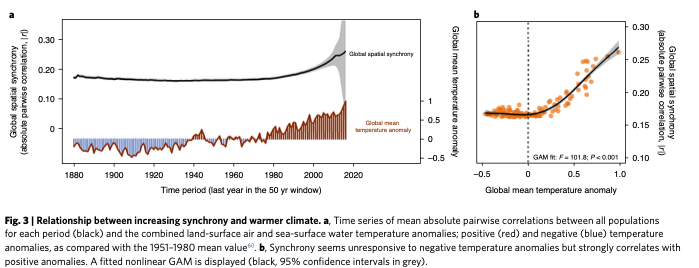 a
Global spatial synchrony
(absolute pairwise correlation, |r|)
0.30
0.20
0.10
0
Global spatial synchrony
Global mean
temperature anomaly
1
0.5
0
−0.5
Global mean temperature anomaly
1880
1900
1920
1940
1960
1980
2000
2020
Time period (last year in the 50 yr window)
b
0.30
0.25
0.20
0.15
0.10
Global spatial synchrony
(absolute pairwise correlation, |r|)
GAM fit: F = 101.8; P < 0.001
−0.5
0
0.5
1.0
Global mean temperature anomaly
Fig. 3 | Relationship between increasing synchrony and warmer climate. a, Time series of mean absolute pairwise correlations between all populations
for each period (black) and the combined land-surface air and sea-surface water temperature anomalies; positive (red) and negative (blue) temperature
anomalies, as compared with the 1951–1980 mean value⁶⁰. b, Synchrony seems unresponsive to negative temperature anomalies but strongly correlates with
positive anomalies. A fitted nonlinear GAM is displayed (black, 95% confidence intervals in grey).